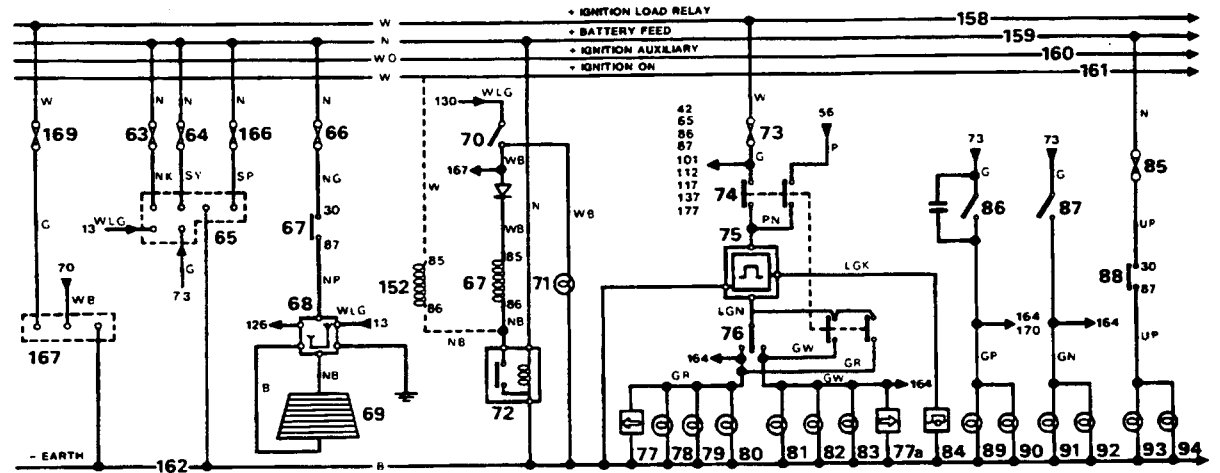 W + IGNITION LOAD RELAY 158
N + BATTERY FEED 159
WO + IGNITION AUXILIARY 160
W + IGNITION ON 161
W N N N N 130 WLG 42 W 56 N
169 63 64 166 66 70 65 73 P 73 73 85
86
87
101 G G G
WB 112
NK SY SP NG 167 117 74 86 87
137
W 177
G 13 WLG 65 67 30 N WB PN UP
87 WB 75
G LGK 30
70 73 NP 152 85 67 85 71 88
WB 86 86 87
68 WLG LGN 164
126 13 NB NB 76 170 164 UP
167 GW GP GN
B NB 164 GR
69 72 GR GW 164
77 78 79 80 81 82 83 77a 84 89 90 91 92 93 94
- EARTH 162 B